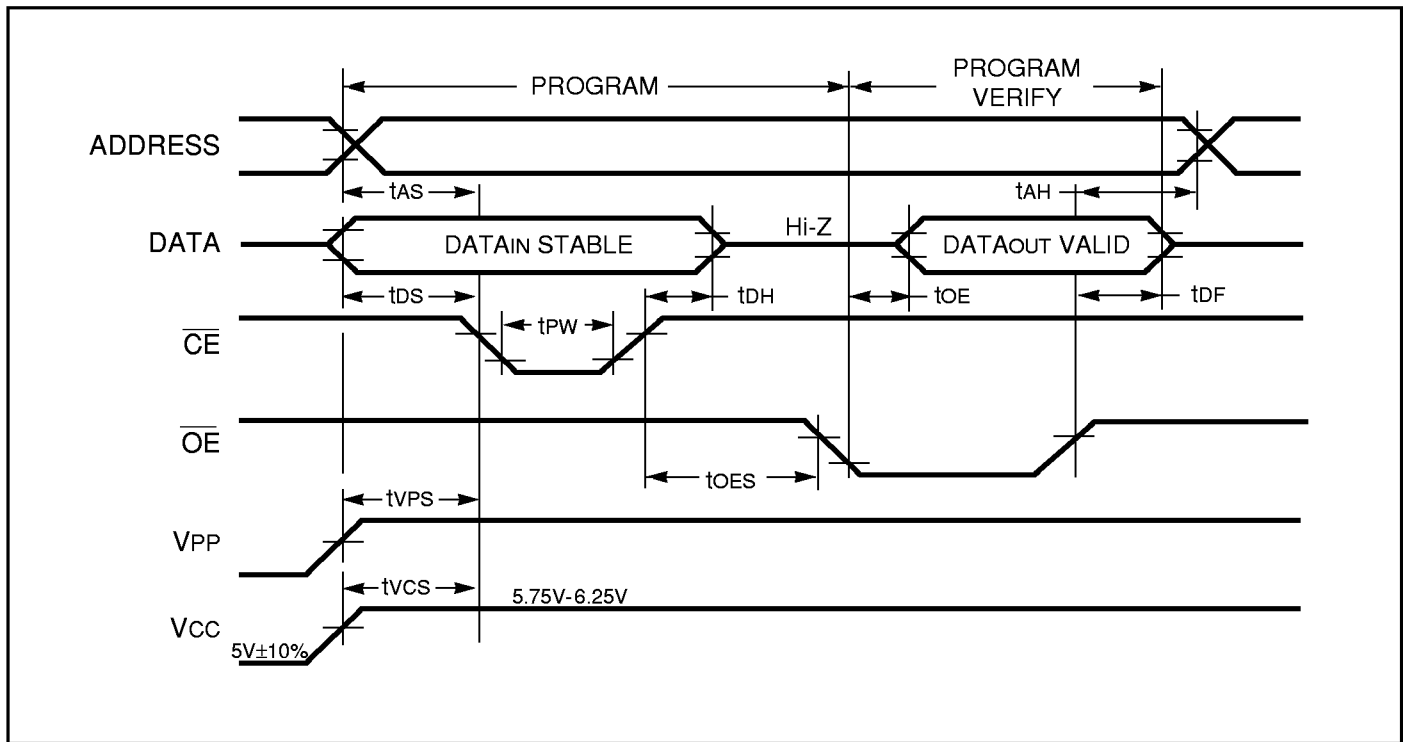 PROGRAM
PROGRAM
VERIFY
ADDRESS
tAS
tAH
DATA
DATAIN STABLE
Hi-Z
DATAOUT VALID
tDS
tDH
tOE
tDF
CE
tPW
OE
tOES
tVPS
VPP
tVCS
5.75V-6.25V
VCC
5V±10%